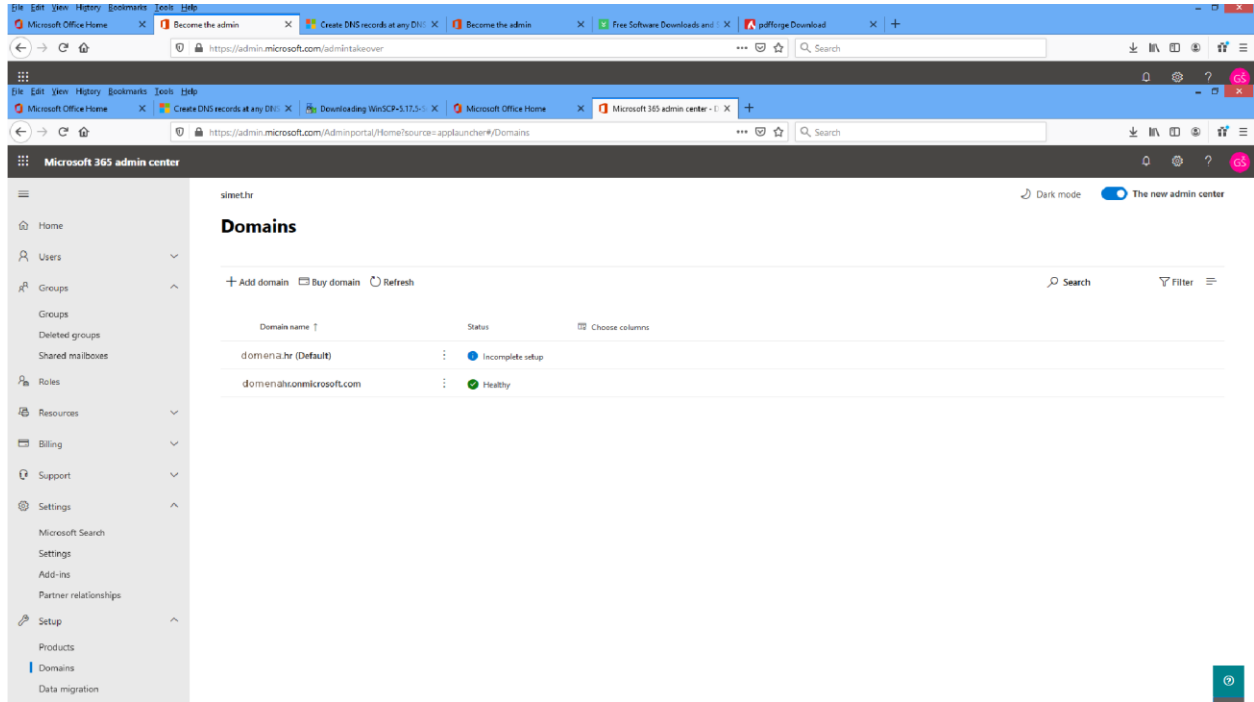 File Edit View History Bookmarks Tools Help
Microsoft Office Home Become the admin Create DNS records at any DNS Become the admin Free Software Downloads and pdfforge Download
https://admin.microsoft.com/admintakeover Search
?
GŠ
File Edit View History Bookmarks Tools Help
Microsoft Office Home Create DNS records at any DNS Downloading WinSCP-5.17.5-S Microsoft Office Home Microsoft 365 admin center - D
https://admin.microsoft.com/Adminportal/Home?source=applauncher#/Domains Search
Microsoft 365 admin center ? GŠ
simet.hr Dark mode The new admin center
Domains
Home
Users
Groups
Groups
Deleted groups
Shared mailboxes
Roles
Resources
Billing
Support
Settings
Microsoft Search
Settings
Add-ins
Partner relationships
Setup
Products
Domains
Data migration
Add domain Buy domain Refresh Search Filter
Domain name ↑ Status Choose columns
domena.hr (Default) Incomplete setup
domenahr.onmicrosoft.com Healthy